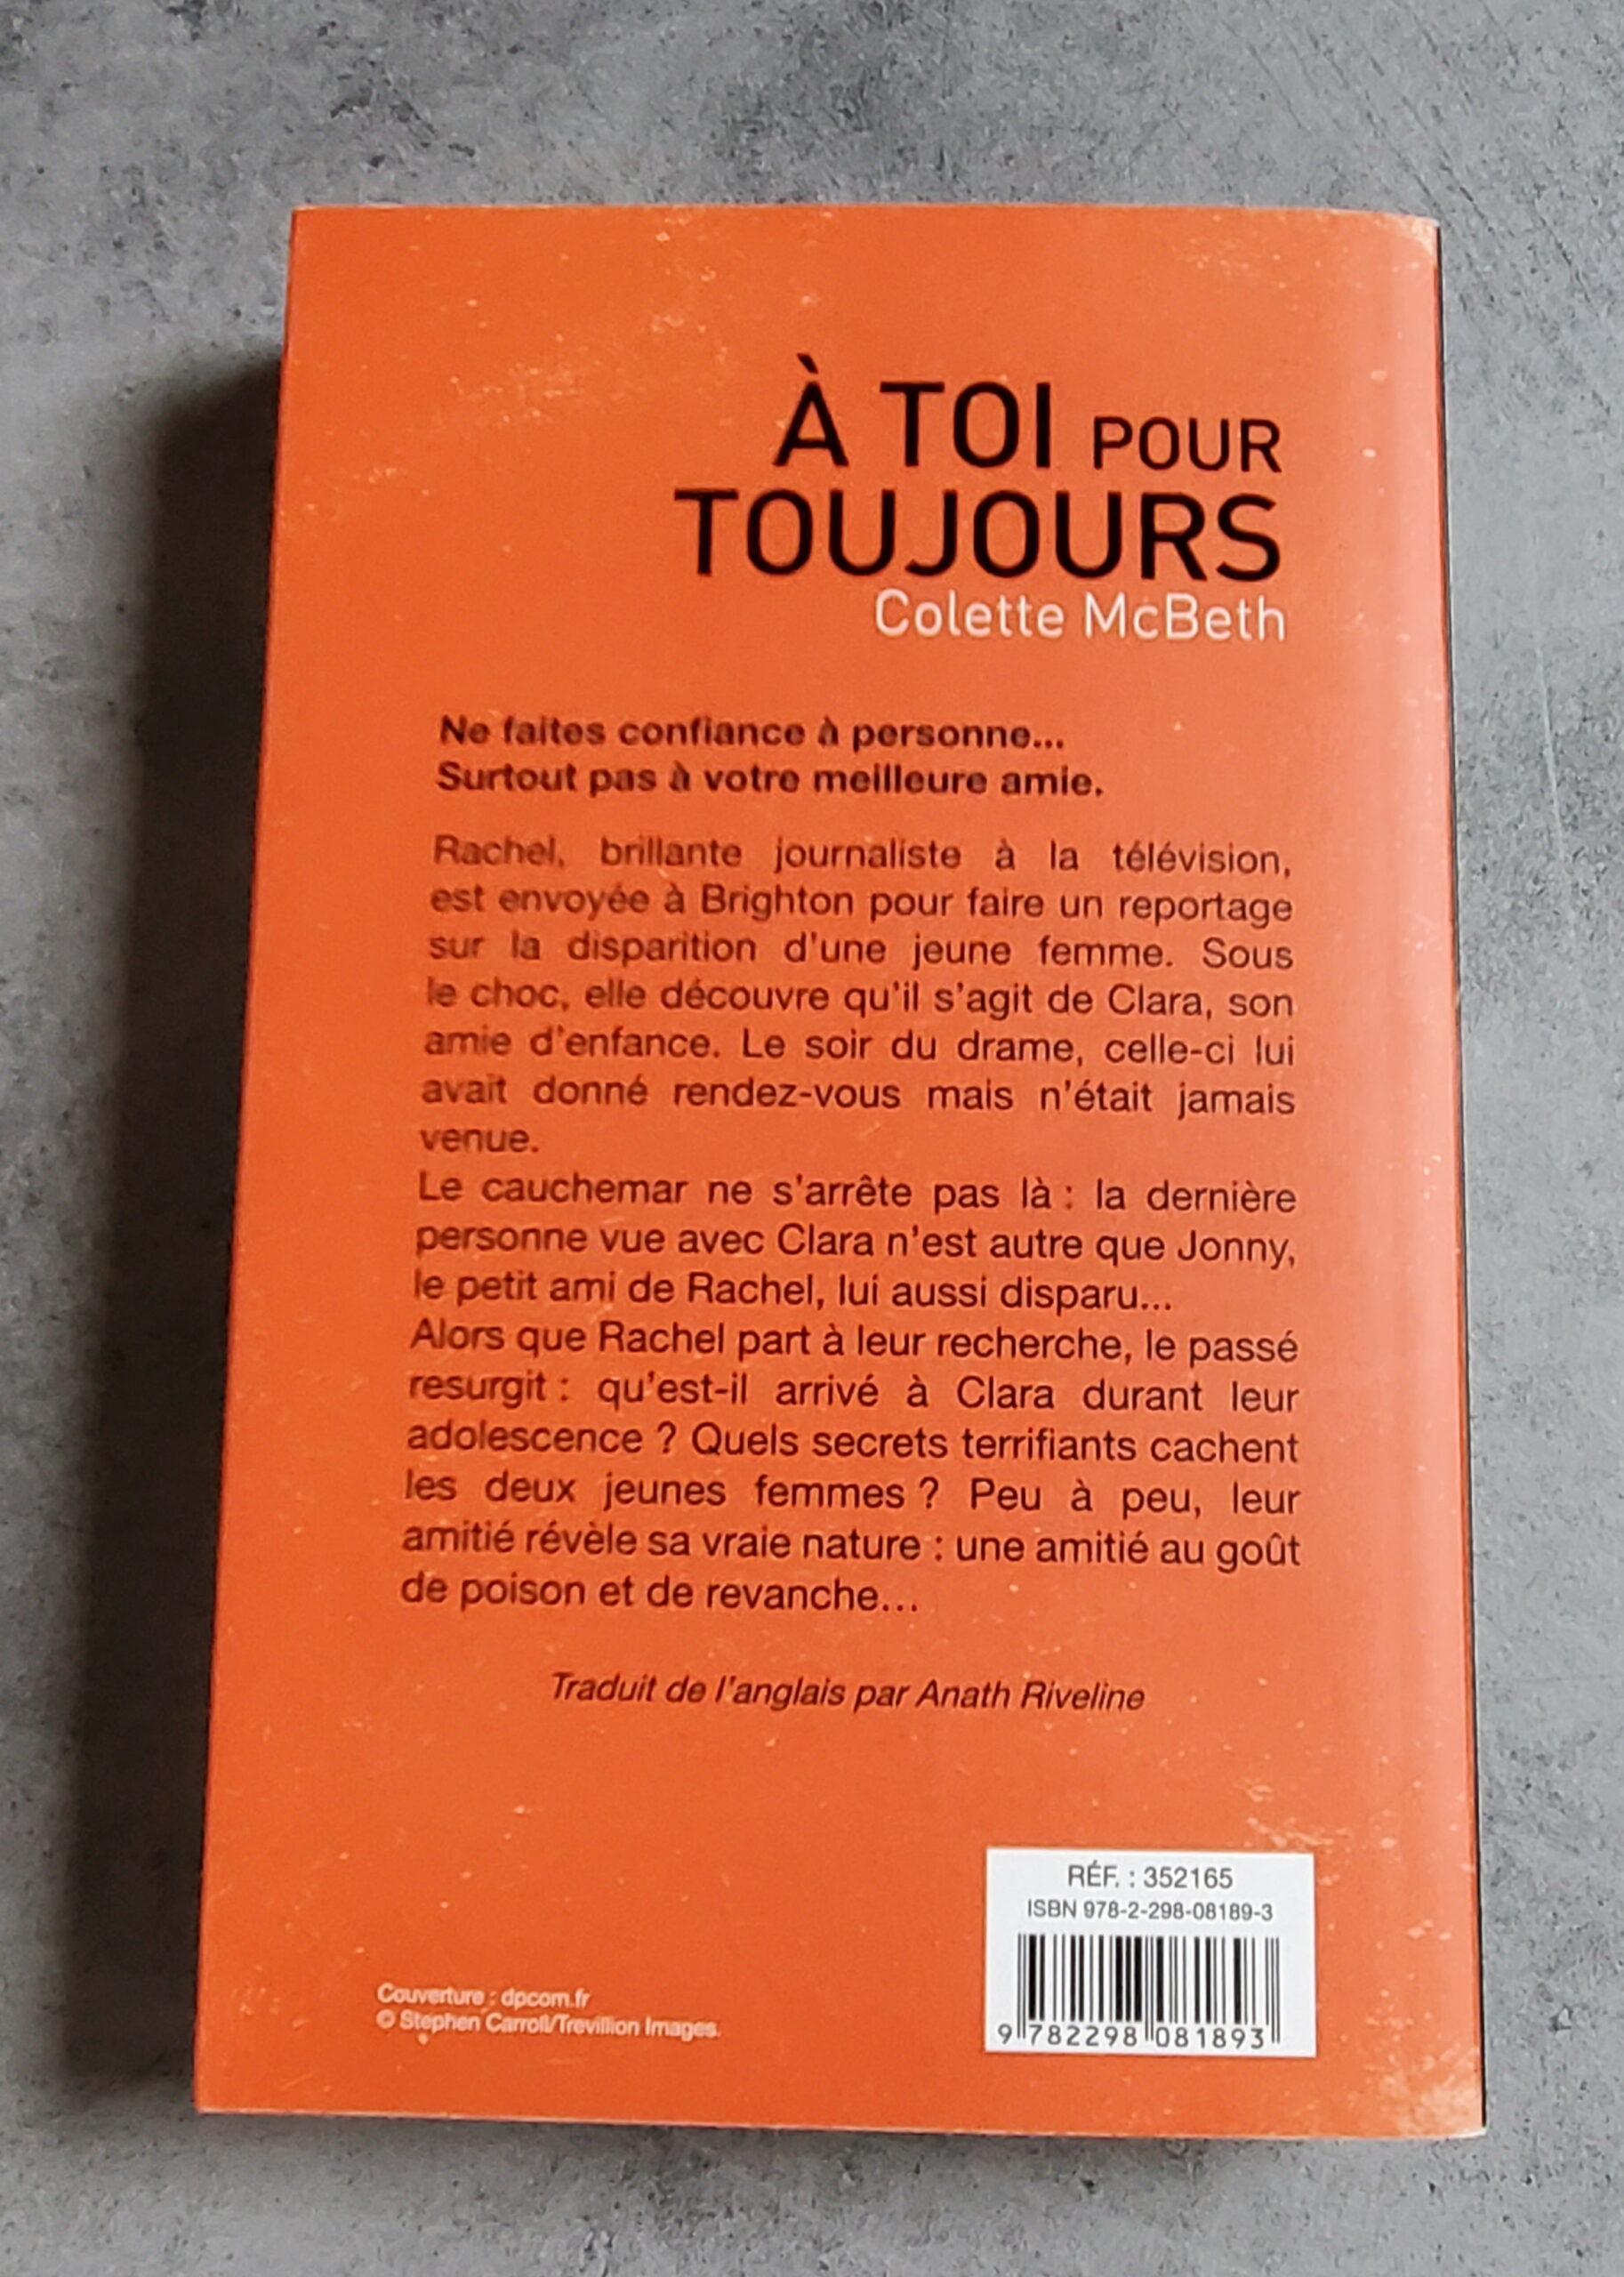 À TOI POUR
TOUJOURS
Colette McBeth
Ne faites confiance à personne...
Surtout pas à votre meilleure amie.
Rachel, brillante journaliste à la télévision,
est envoyée à Brighton pour faire un reportage
sur la disparition d'une jeune femme. Sous
le choc, elle découvre qu'il s'agit de Clara, son
amie d'enfance. Le soir du drame, celle-ci lui
avait donné rendez-vous mais n'était jamais
venue.
Le cauchemar ne s'arrête pas là : la dernière
personne vue avec Clara n'est autre que Jonny,
le petit ami de Rachel, lui aussi disparu...
Alors que Rachel part à leur recherche, le passé
resurgit : qu'est-il arrivé à Clara durant leur
adolescence ? Quels secrets terrifiants cachent
les deux jeunes femmes ? Peu à peu, leur
amitié révèle sa vraie nature : une amitié au goût
de poison et de revanche...
Traduit de l'anglais par Anath Riveline
RÉF. : 352165
ISBN 978-2-298-08189-3
9 782298 081893
Couverture : dpcom.fr
© Stephen Carroll/Trevillion Images.